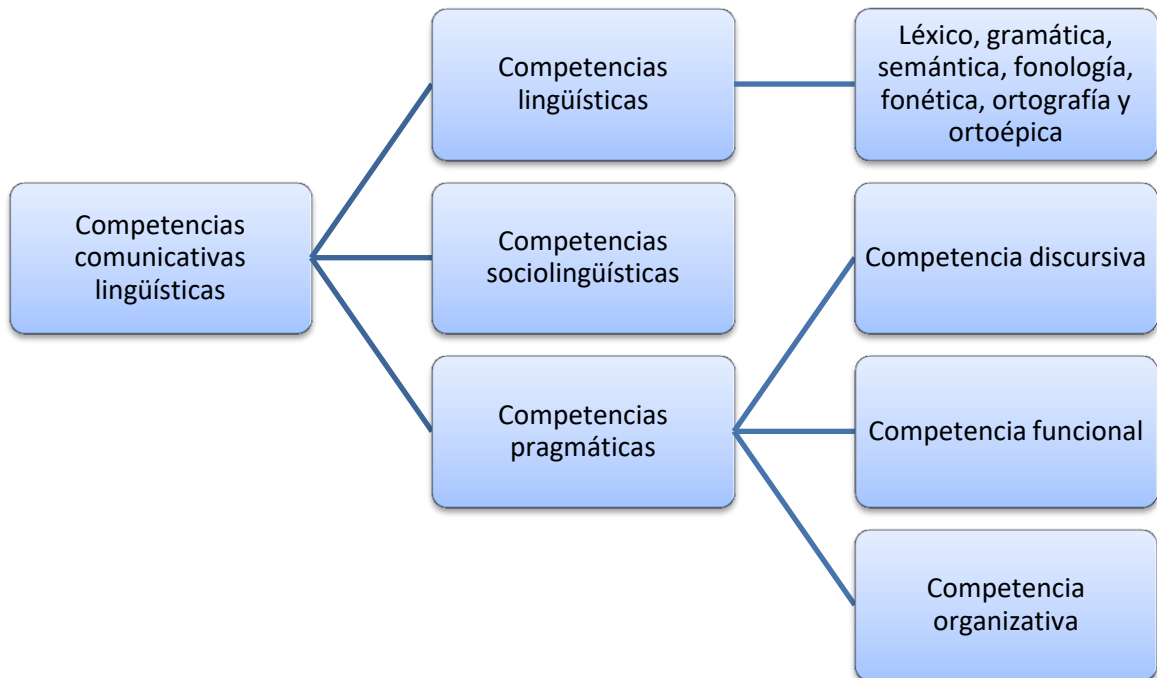 Competencias
comunicativas
lingüísticas
Competencias
lingüísticas
Léxico, gramática,
semántica, fonología,
fonética, ortografía y
ortoépica
Competencias
sociolingüísticas
Competencias
pragmáticas
Competencia discursiva
Competencia funcional
Competencia
organizativa